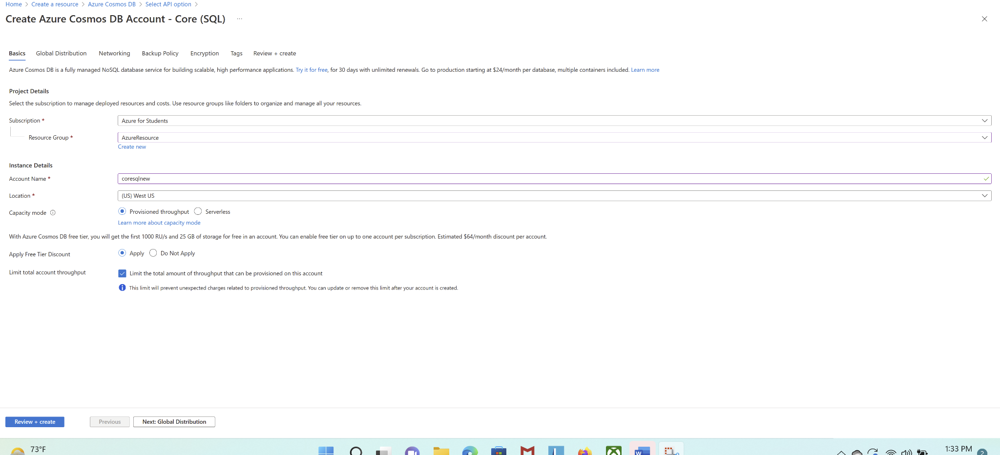 Home > Create a resource > Azure Cosmos DB > Select API option >
Create Azure Cosmos DB Account - Core (SQL) ...
Basics Global Distribution Networking Backup Policy Encryption Tags Review + create
Azure Cosmos DB is a fully managed NoSQL database service for building scalable, high performance applications. Try it for free, for 30 days with unlimited renewals. Go to production starting at $24/month per database, multiple containers included. Learn more
Project Details
Select the subscription to manage deployed resources and costs. Use resource groups like folders to organize and manage all your resources.
Subscription * Azure for Students
Resource Group * AzureResource
Create new
Instance Details
Account Name * coresqlnew
Location * (US) West US
Capacity mode Provisioned throughput Serverless
Learn more about capacity mode
With Azure Cosmos DB free tier, you will get the first 1000 RU/s and 25 GB of storage for free in an account. You can enable free tier on up to one account per subscription. Estimated $64/month discount per account.
Apply Free Tier Discount Apply Do Not Apply
Limit total account throughput Limit the total amount of throughput that can be provisioned on this account
This limit will prevent unexpected charges related to provisioned throughput. You can update or remove this limit after your account is created.
Review + create Previous Next: Global Distribution
73°F W 1:33 PM 2